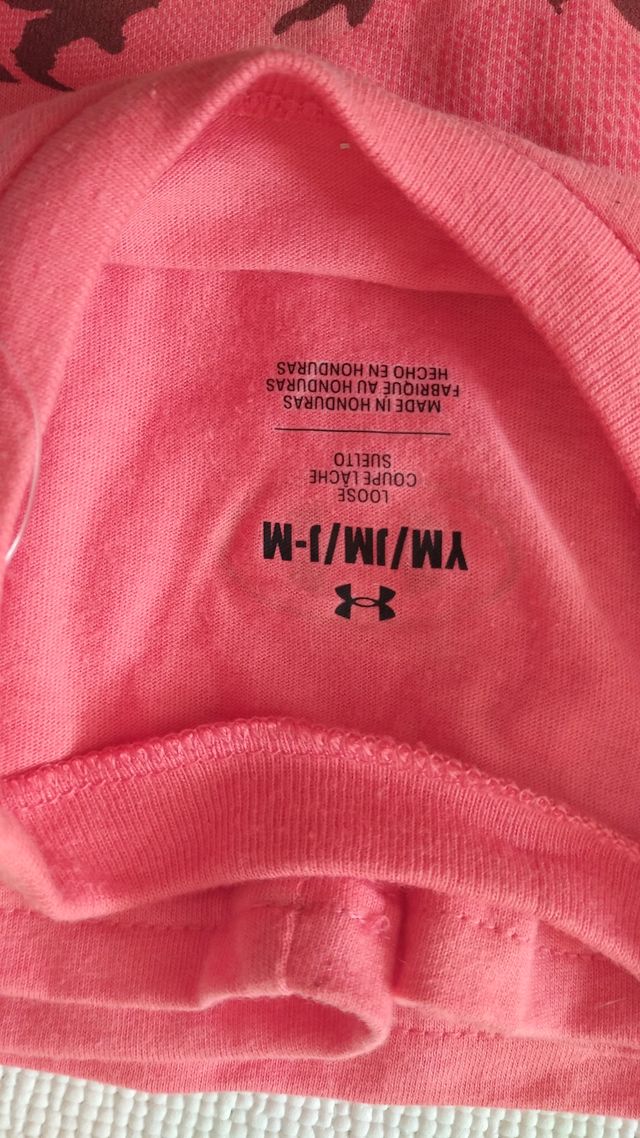 YM/JM/J-M
LOOSE
COUPE LÂCHE
SUELTO
MADE IN HONDURAS
FABRIQUÉ AU HONDURAS
HECHO EN HONDURAS